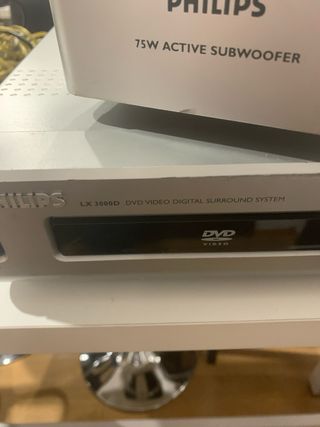 PHILIPS
75W ACTIVE SUBWOOFER
PHILIPS
LX 3000D DVD VIDEO DIGITAL SURROUND SYSTEM
DVD
VIDEO